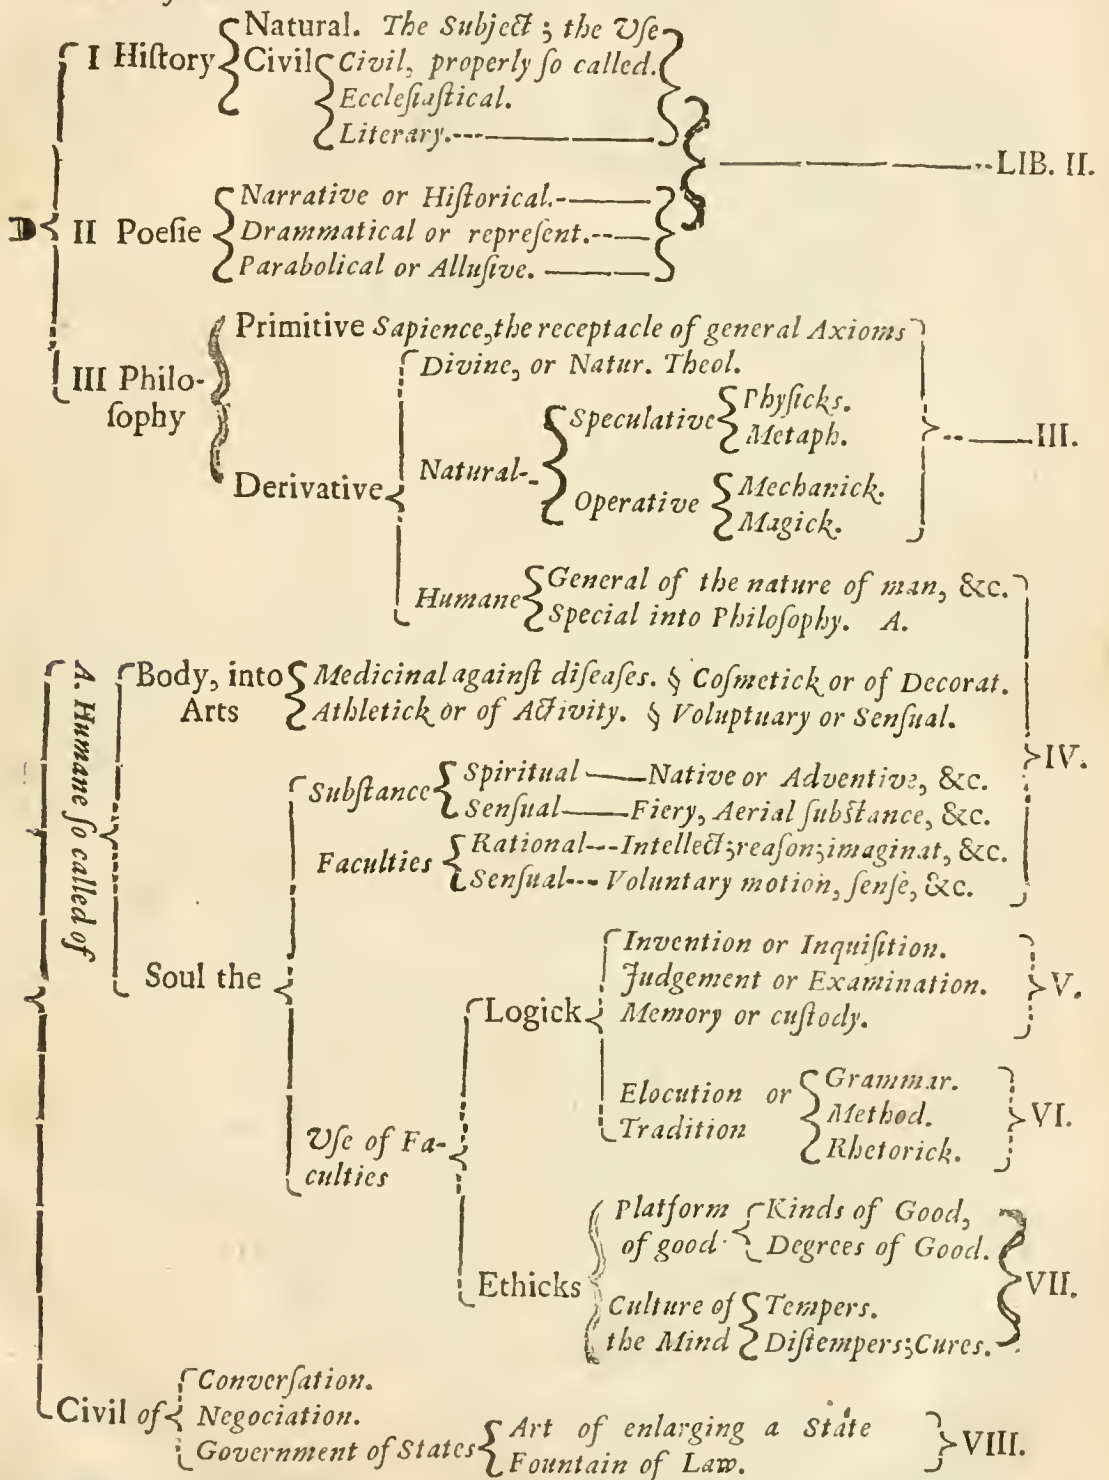 Natural. The Subject ; the Uſe
I Hiſtory Civil Civil, properly ſo called.
Eccleſiaſtical.
Literary.
LIB. II.
Narrative or Hiſtorical.
D II Poeſie Drammatical or repreſent.
Parabolical or Alluſive.
Primitive Sapience, the receptacle of general Axioms
III Philo-
ſophy
Divine, or Natur. Theol.
Speculative Phyſicks.
Metaph.
III.
Derivative Natural-
Operative Mechanick.
Magick.
Humane General of the nature of man, &c.
Special into Philoſophy. A.
A. Humane ſo called of
Body, into Medicinal againſt diſeaſes. § Coſmetick or of Decorat.
Arts Athletick or of Activity. § Voluptuary or Senſual.
IV.
Subſtance Spiritual — Native or Adventive, &c.
Senſual — Fiery, Aerial ſubſtance, &c.
Faculties Rational---Intellect;reaſon;imaginat, &c.
Senſual--- Voluntary motion, ſenſe, &c.
Soul the
Invention or Inquiſition.
Judgement or Examination. V.
Logick Memory or cuſtody.
Elocution or Grammar.
Tradition Method. VI.
Rhetorick.
Uſe of Fa-
culties
Platform Kinds of Good,
of good Degrees of Good.
Ethicks VII.
Culture of Tempers.
the Mind Diſtempers;Cures.
Converſation.
Civil of Negociation.
Government of States Art of enlarging a State
Fountain of Law. VIII.